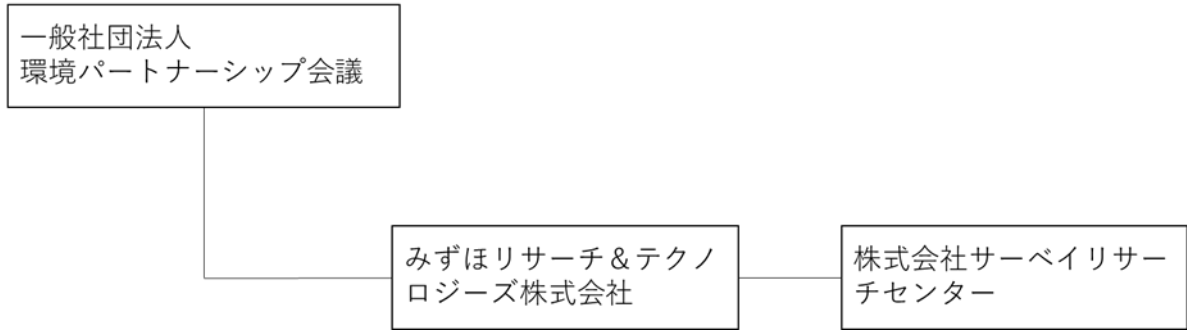 一般社団法人
環境パートナーシップ会議
みずほリサーチ＆テクノ
ロジーズ株式会社
株式会社サーベイリサー
チセンター